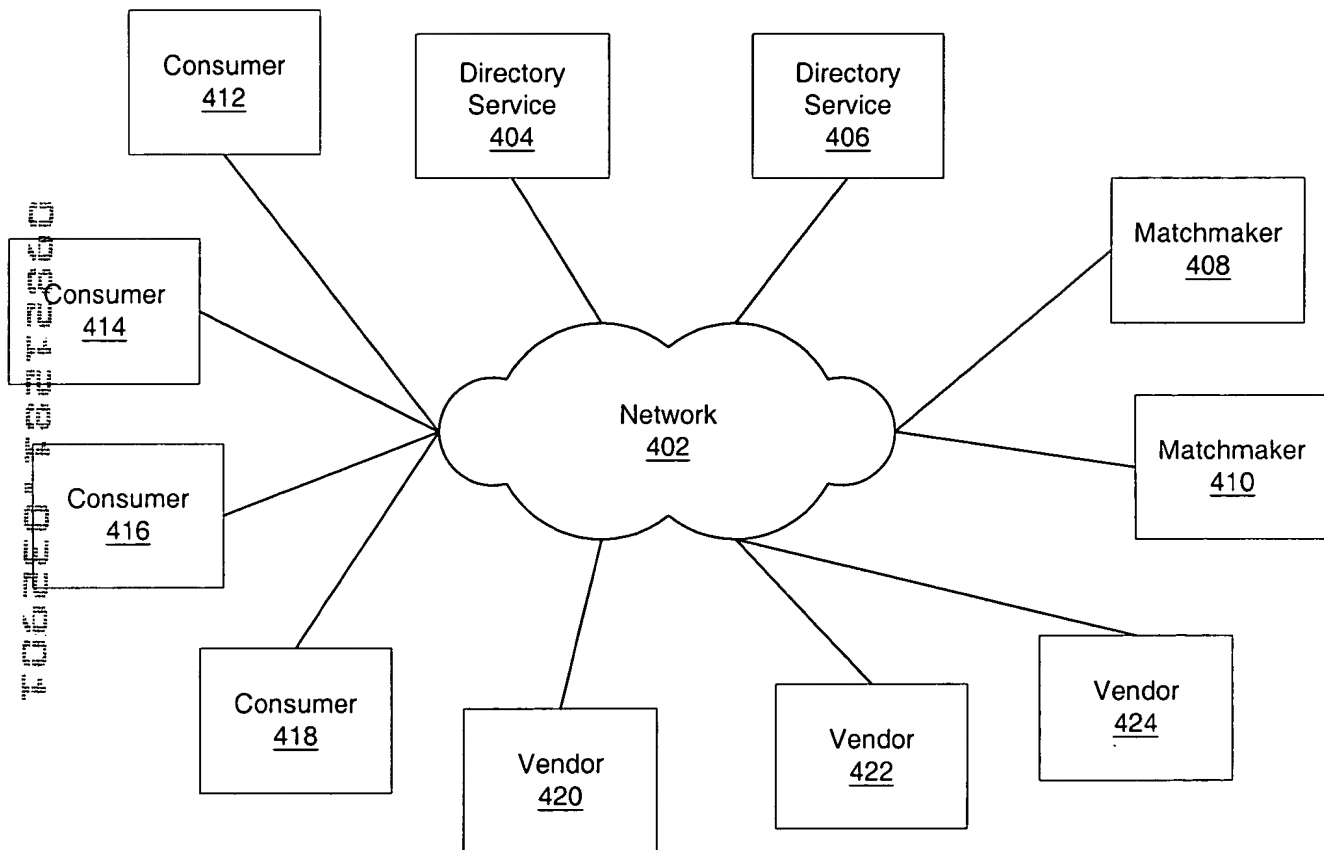 Consumer
412
Directory
Service
404
Directory
Service
406
Matchmaker
408
Consumer
414
Network
402
Matchmaker
410
Consumer
416
Consumer
418
Vendor
420
Vendor
422
Vendor
424